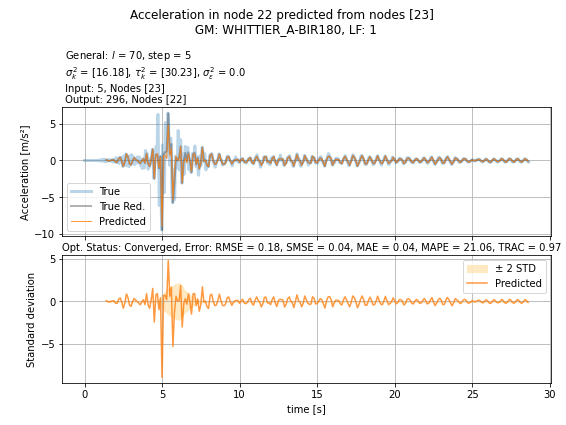 Acceleration in node 22 predicted from nodes [23]
GM: WHITTIER_A-BIR180, LF: 1
General: l = 70, step = 5
σ²ₖ = [16.18], τ²ₖ = [30.23], σ²ε = 0.0
Input: 5, Nodes [23]
Output: 296, Nodes [22]
Acceleration [m/s²]
5
0
−5
−10
True
True Red.
Predicted
Opt. Status: Converged, Error: RMSE = 0.18, SMSE = 0.04, MAE = 0.04, MAPE = 21.06, TRAC = 0.97
Standard deviation
5
0
−5
± 2 STD
Predicted
0 5 10 15 20 25 30
time [s]